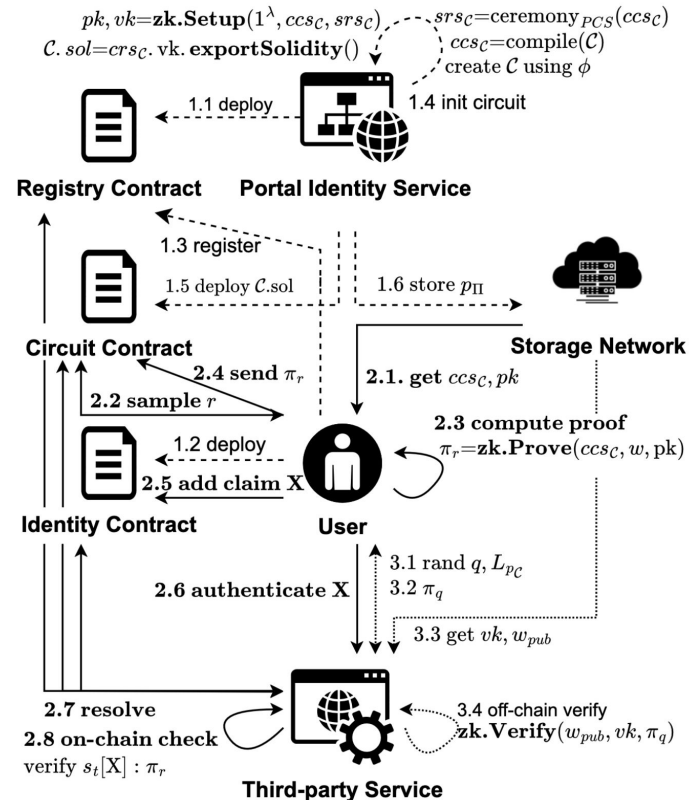 pk, vk=zk.Setup(1^λ, ccs_𝒞, srs_𝒞)
srs_𝒞=ceremony_PCS(ccs_𝒞)
𝒞.sol=crs_𝒞.vk.exportSolidity()
ccs_𝒞=compile(𝒞)
create 𝒞 using ϕ
1.1 deploy
1.4 init circuit
Registry Contract
Portal Identity Service
1.3 register
1.5 deploy 𝒞.sol
1.6 store p_Π
Circuit Contract
Storage Network
2.4 send π_r
2.1. get ccs_𝒞, pk
2.2 sample r
2.3 compute proof
π_r=zk.Prove(ccs_𝒞, w, pk)
1.2 deploy
2.5 add claim X
Identity Contract
User
3.1 rand q, L_p_𝒞
3.2 π_q
2.6 authenticate X
3.3 get vk, w_pub
2.7 resolve
3.4 off-chain verify
zk.Verify(w_pub, vk, π_q)
2.8 on-chain check
verify s_t[X] : π_r
Third-party Service